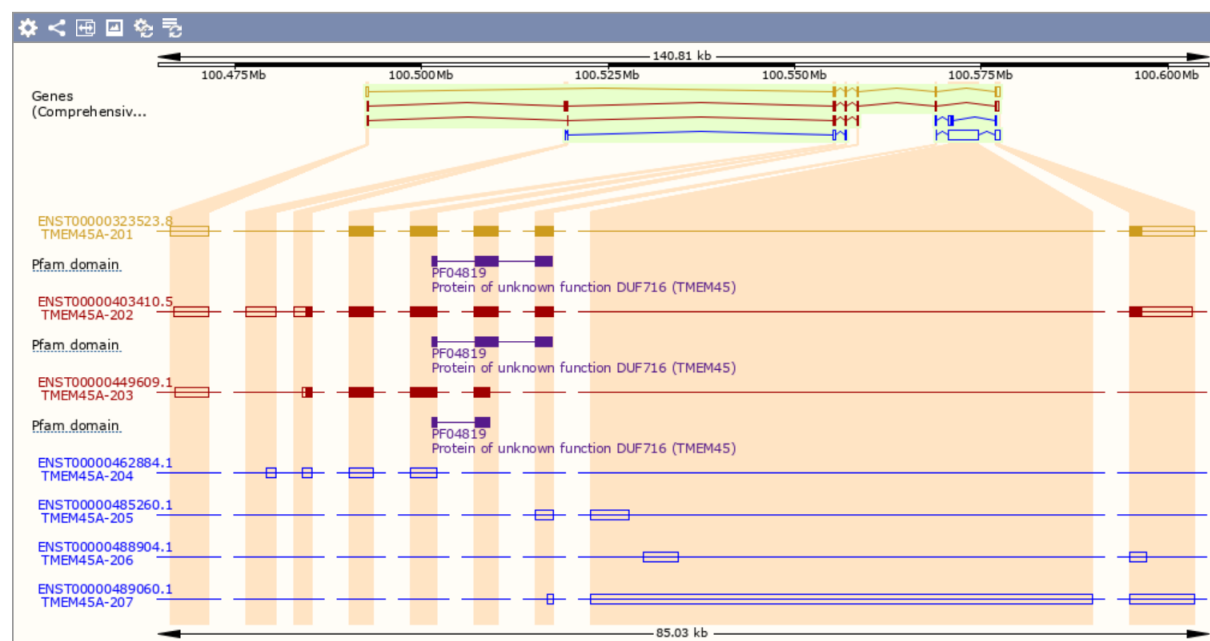 140.81 kb
100.475Mb 100.500Mb 100.525Mb 100.550Mb 100.575Mb 100.600Mb
Genes
(Comprehensiv...
ENST00000323523.8
TMEM45A-201
Pfam domain
PF04819
Protein of unknown function DUF716 (TMEM45)
ENST00000403410.5
TMEM45A-202
Pfam domain
PF04819
Protein of unknown function DUF716 (TMEM45)
ENST00000449609.1
TMEM45A-203
Pfam domain
PF04819
Protein of unknown function DUF716 (TMEM45)
ENST00000462884.1
TMEM45A-204
ENST00000485260.1
TMEM45A-205
ENST00000488904.1
TMEM45A-206
ENST00000489060.1
TMEM45A-207
85.03 kb